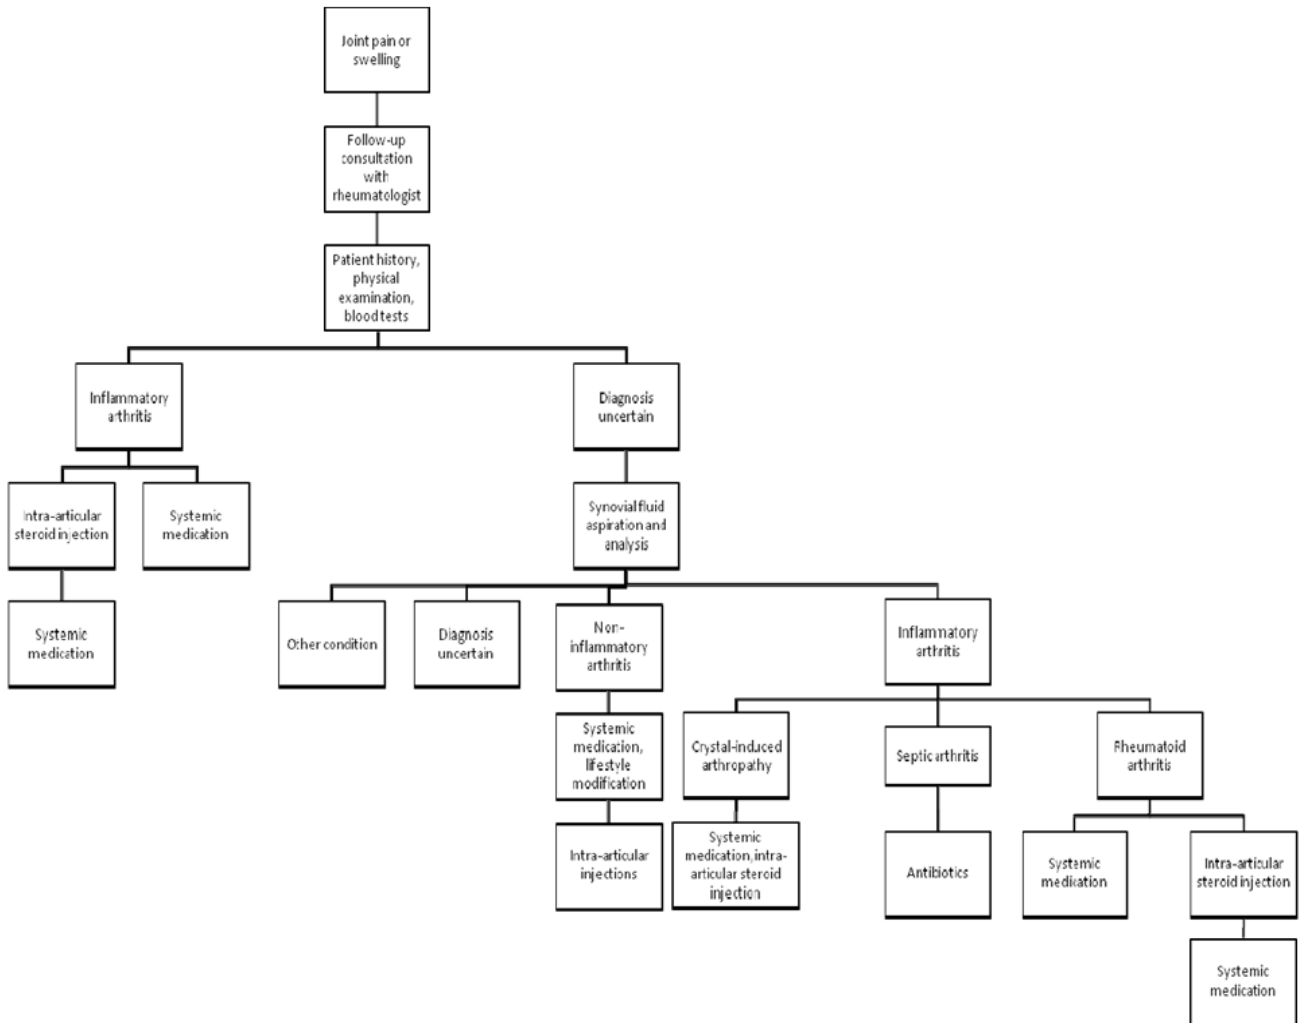 Joint pain or
swelling
Follow-up
consultation
with
rheumatologist
Patient history,
physical
examination,
blood tests
Inflammatory
arthritis
Diagnosis
uncertain
Intra-articular
steroid injection
Systemic
medication
Synovial fluid
aspiration and
analysis
Systemic
medication
Other condition
Diagnosis
uncertain
Non-
inflammatory
arthritis
Inflammatory
arthritis
Systemic
medication,
lifestyle
modification
Crystal-induced
arthropathy
Septic arthritis
Rheumatoid
arthritis
Intra-articular
injections
Systemic
medication, intra-
articular steroid
injection
Antibiotics
Systemic
medication
Intra-articular
steroid injection
Systemic
medication